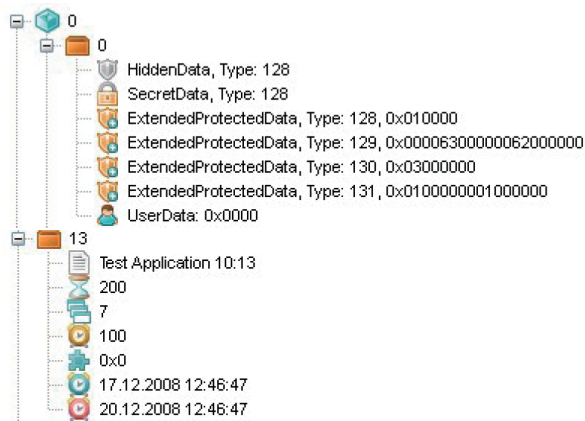 0
0
HiddenData, Type: 128
SecretData, Type: 128
ExtendedProtectedData, Type: 128, 0x010000
ExtendedProtectedData, Type: 129, 0x00006300000062000000
ExtendedProtectedData, Type: 130, 0x03000000
ExtendedProtectedData, Type: 131, 0x0100000001000000
UserData: 0x0000
13
Test Application 10:13
200
7
100
0x0
17.12.2008 12:46:47
20.12.2008 12:46:47